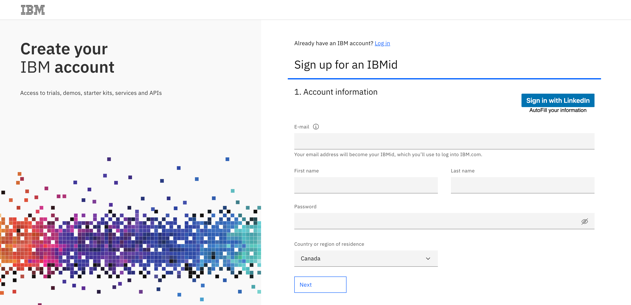 IBM
Create your
IBM account
Access to trials, demos, starter kits, services and APIs
Already have an IBM account? Log in
Sign up for an IBMid
1. Account information
Sign in with LinkedIn
AutoFill your information
E-mail
Your email address will become your IBMid, which you'll use to log into IBM.com.
First name
Last name
Password
Country or region of residence
Canada
Next